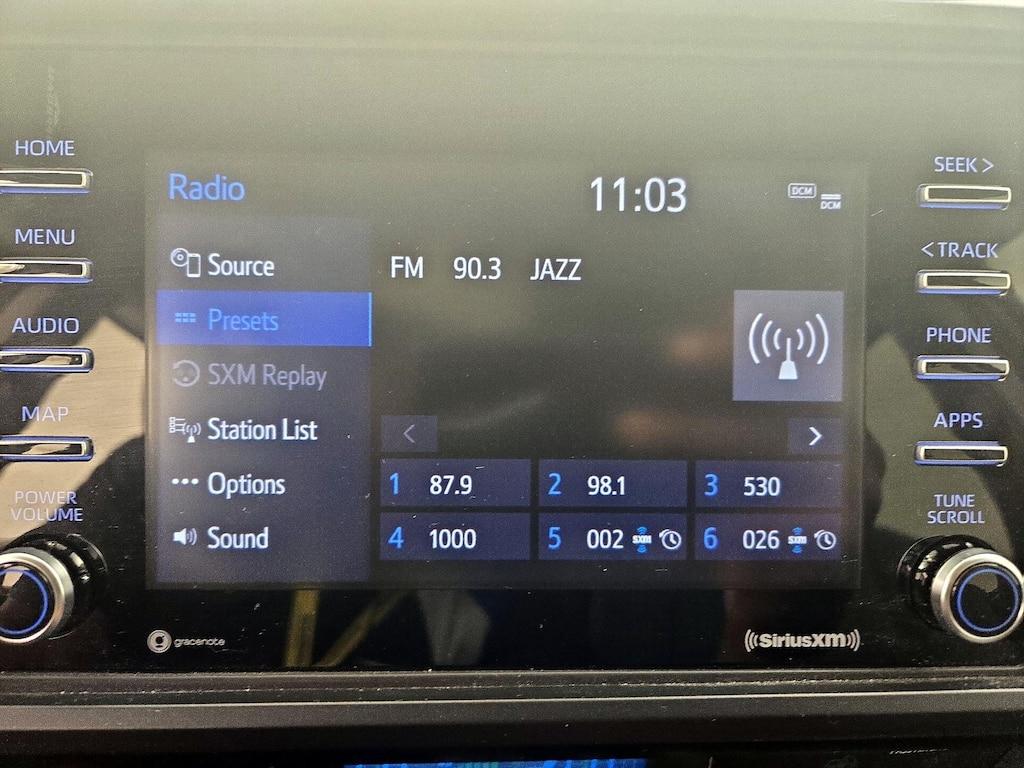 HOME
MENU
AUDIO
MAP
POWER
VOLUME
Radio
11:03
DCM
DCM
Source
Presets
SXM Replay
Station List
Options
Sound
FM 90.3 JAZZ
<
>
1 87.9
2 98.1
3 530
4 1000
5 002 SXM
6 026 SXM
SEEK >
< TRACK
PHONE
APPS
TUNE
SCROLL
gracenote
((SiriusXM))